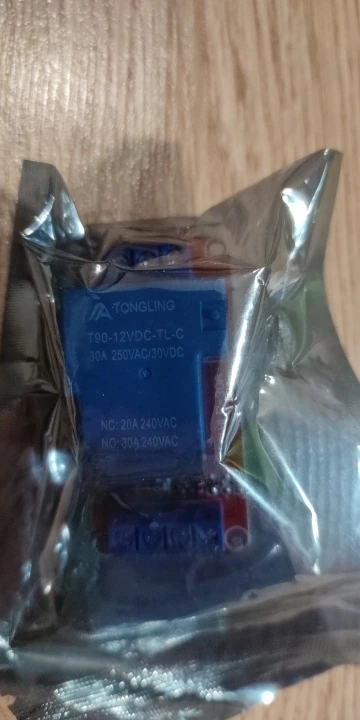 TONGLING
T90-12VDC-TL-C
30A 250VAC/30VDC
NC: 20A 240VAC
NO: 30A 240VAC